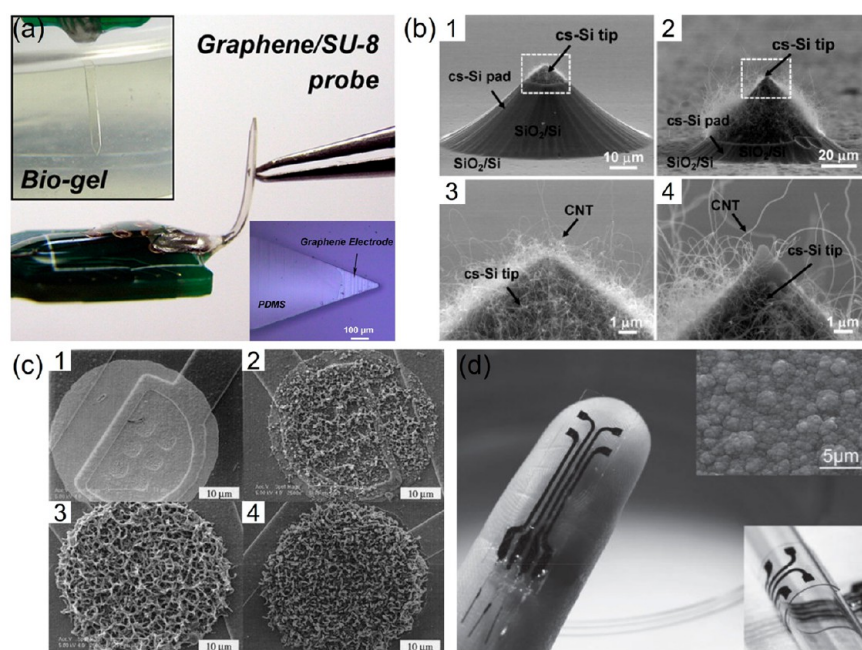 (a)
Graphene/SU-8
probe
Bio-gel
Graphene Electrode
PDMS
100 μm
(b)
1
cs-Si tip
cs-Si pad
SiO2/Si
SiO2/Si
10 μm
2
cs-Si tip
cs-Si pad
SiO2/Si
SiO2/Si
20 μm
3
CNT
cs-Si tip
1 μm
4
CNT
cs-Si tip
1 μm
(c)
1
10 μm
2
10 μm
3
10 μm
4
10 μm
(d)
5μm